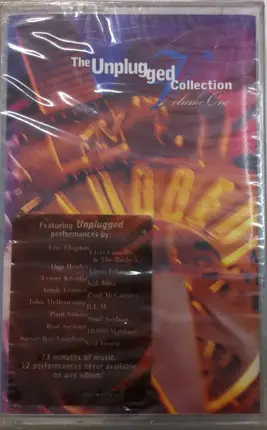 The Unplugged
Collection
Volume One
Featuring Unplugged
performances by:
Eric Clapton
Elvis Costello
& The Rude 5
Don Henley
Elton John
Lenny Kravitz
k.d. lang
Annie Lennox
Paul McCartney
John Mellencamp
R.E.M.
Paul Simon
Soul Asylum
Rod Stewart
10,000 Maniacs
Stevie Ray Vaughan
Neil Young
73 minutes of music.
12 performances never available
on any album!